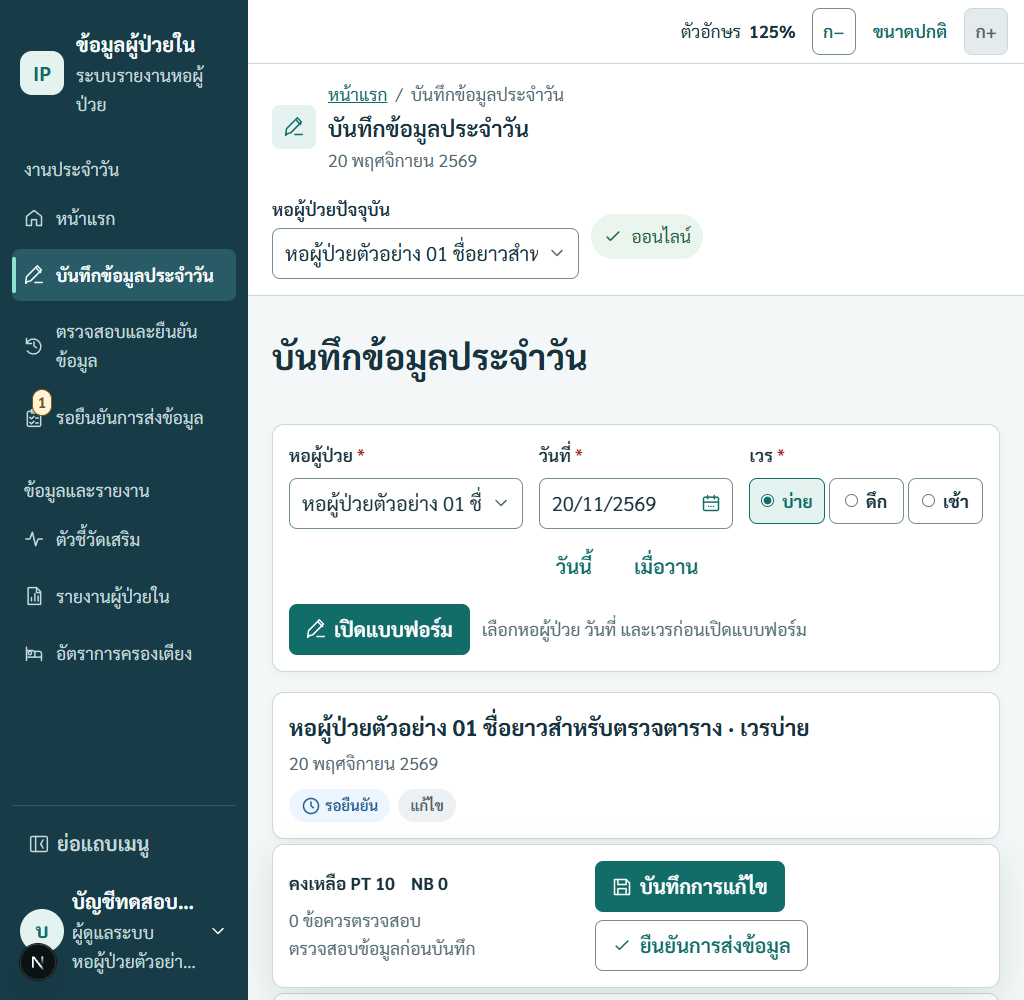 IP
ข้อมูลผู้ป่วยใน
ระบบรายงานหอผู้
ป่วย
งานประจำวัน
หน้าแรก
บันทึกข้อมูลประจำวัน
ตรวจสอบและยืนยัน
ข้อมูล
1
รอยืนยันการส่งข้อมูล
ข้อมูลและรายงาน
ตัวชี้วัดเสริม
รายงานผู้ป่วยใน
อัตราการครองเตียง
ย่อแถบเมนู
บ
บัญชีทดสอบ...
ผู้ดูแลระบบ
หอผู้ป่วยตัวอย่า...
N
ตัวอักษร 125% ก− ขนาดปกติ ก+
หน้าแรก / บันทึกข้อมูลประจำวัน
บันทึกข้อมูลประจำวัน
20 พฤศจิกายน 2569
หอผู้ป่วยปัจจุบัน
หอผู้ป่วยตัวอย่าง 01 ชื่อยาวสำห
ออนไลน์
บันทึกข้อมูลประจำวัน
หอผู้ป่วย * วันที่ * เวร *
หอผู้ป่วยตัวอย่าง 01 ชื่ 20/11/2569 บ่าย ดึก เช้า
วันนี้ เมื่อวาน
เปิดแบบฟอร์ม เลือกหอผู้ป่วย วันที่ และเวรก่อนเปิดแบบฟอร์ม
หอผู้ป่วยตัวอย่าง 01 ชื่อยาวสำหรับตรวจตาราง · เวรบ่าย
20 พฤศจิกายน 2569
รอยืนยัน แก้ไข
คงเหลือ PT 10 NB 0
0 ข้อควรตรวจสอบ
ตรวจสอบข้อมูลก่อนบันทึก
บันทึกการแก้ไข
ยืนยันการส่งข้อมูล